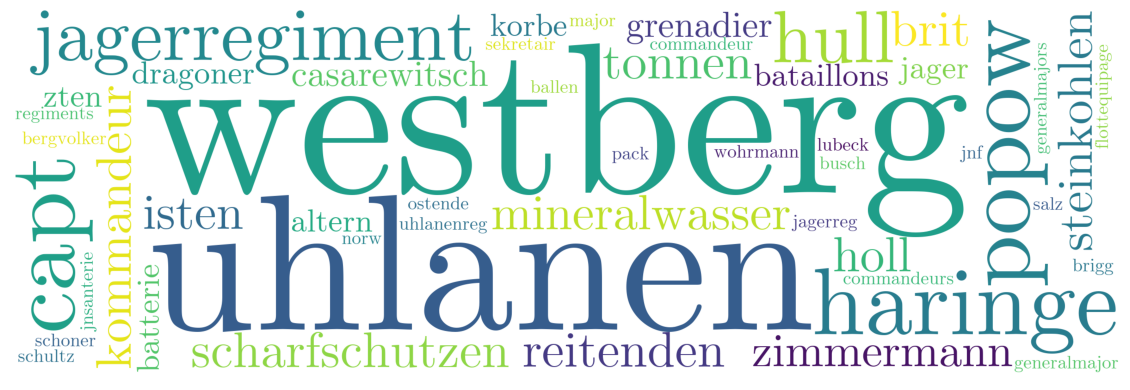 jagerregiment
korbe
major
sekretair
grenadier
commandeur
hull
brit
dragoner
casarewitsch
ballen
tonnen
bataillons
jager
zten
regiments
bergvolker
kommandeur
westberg
pack
wohrmann
lubeck
busch
jnf
popow
generalmajors
steinkohlen
flottequipage
capt
isten
altern
norw
ostende
uhlanenreg
mineralwasser
jagerreg
salz
uhlanen
holl
commandeurs
brigg
haringe
jnsanterie
batterie
schoner
schultz
scharfschutzen
reitenden
zimmermann
generalmajor